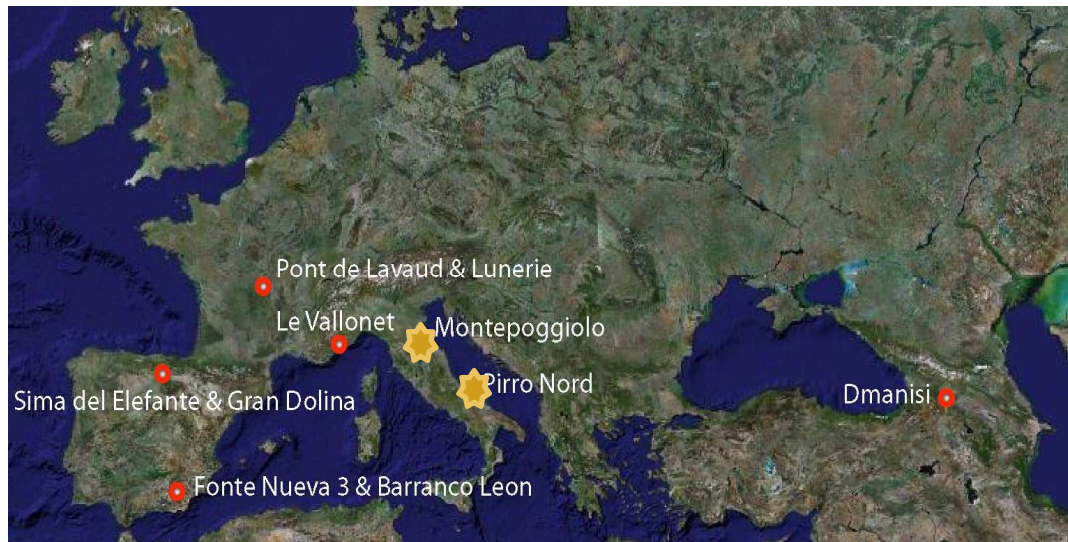 Pont de Lavaud & Lunerie
Le Vallonet
Montepoggiolo
Pirro Nord
Dmanisi
Sima del Elefante & Gran Dolina
Fonte Nueva 3 & Barranco Leon